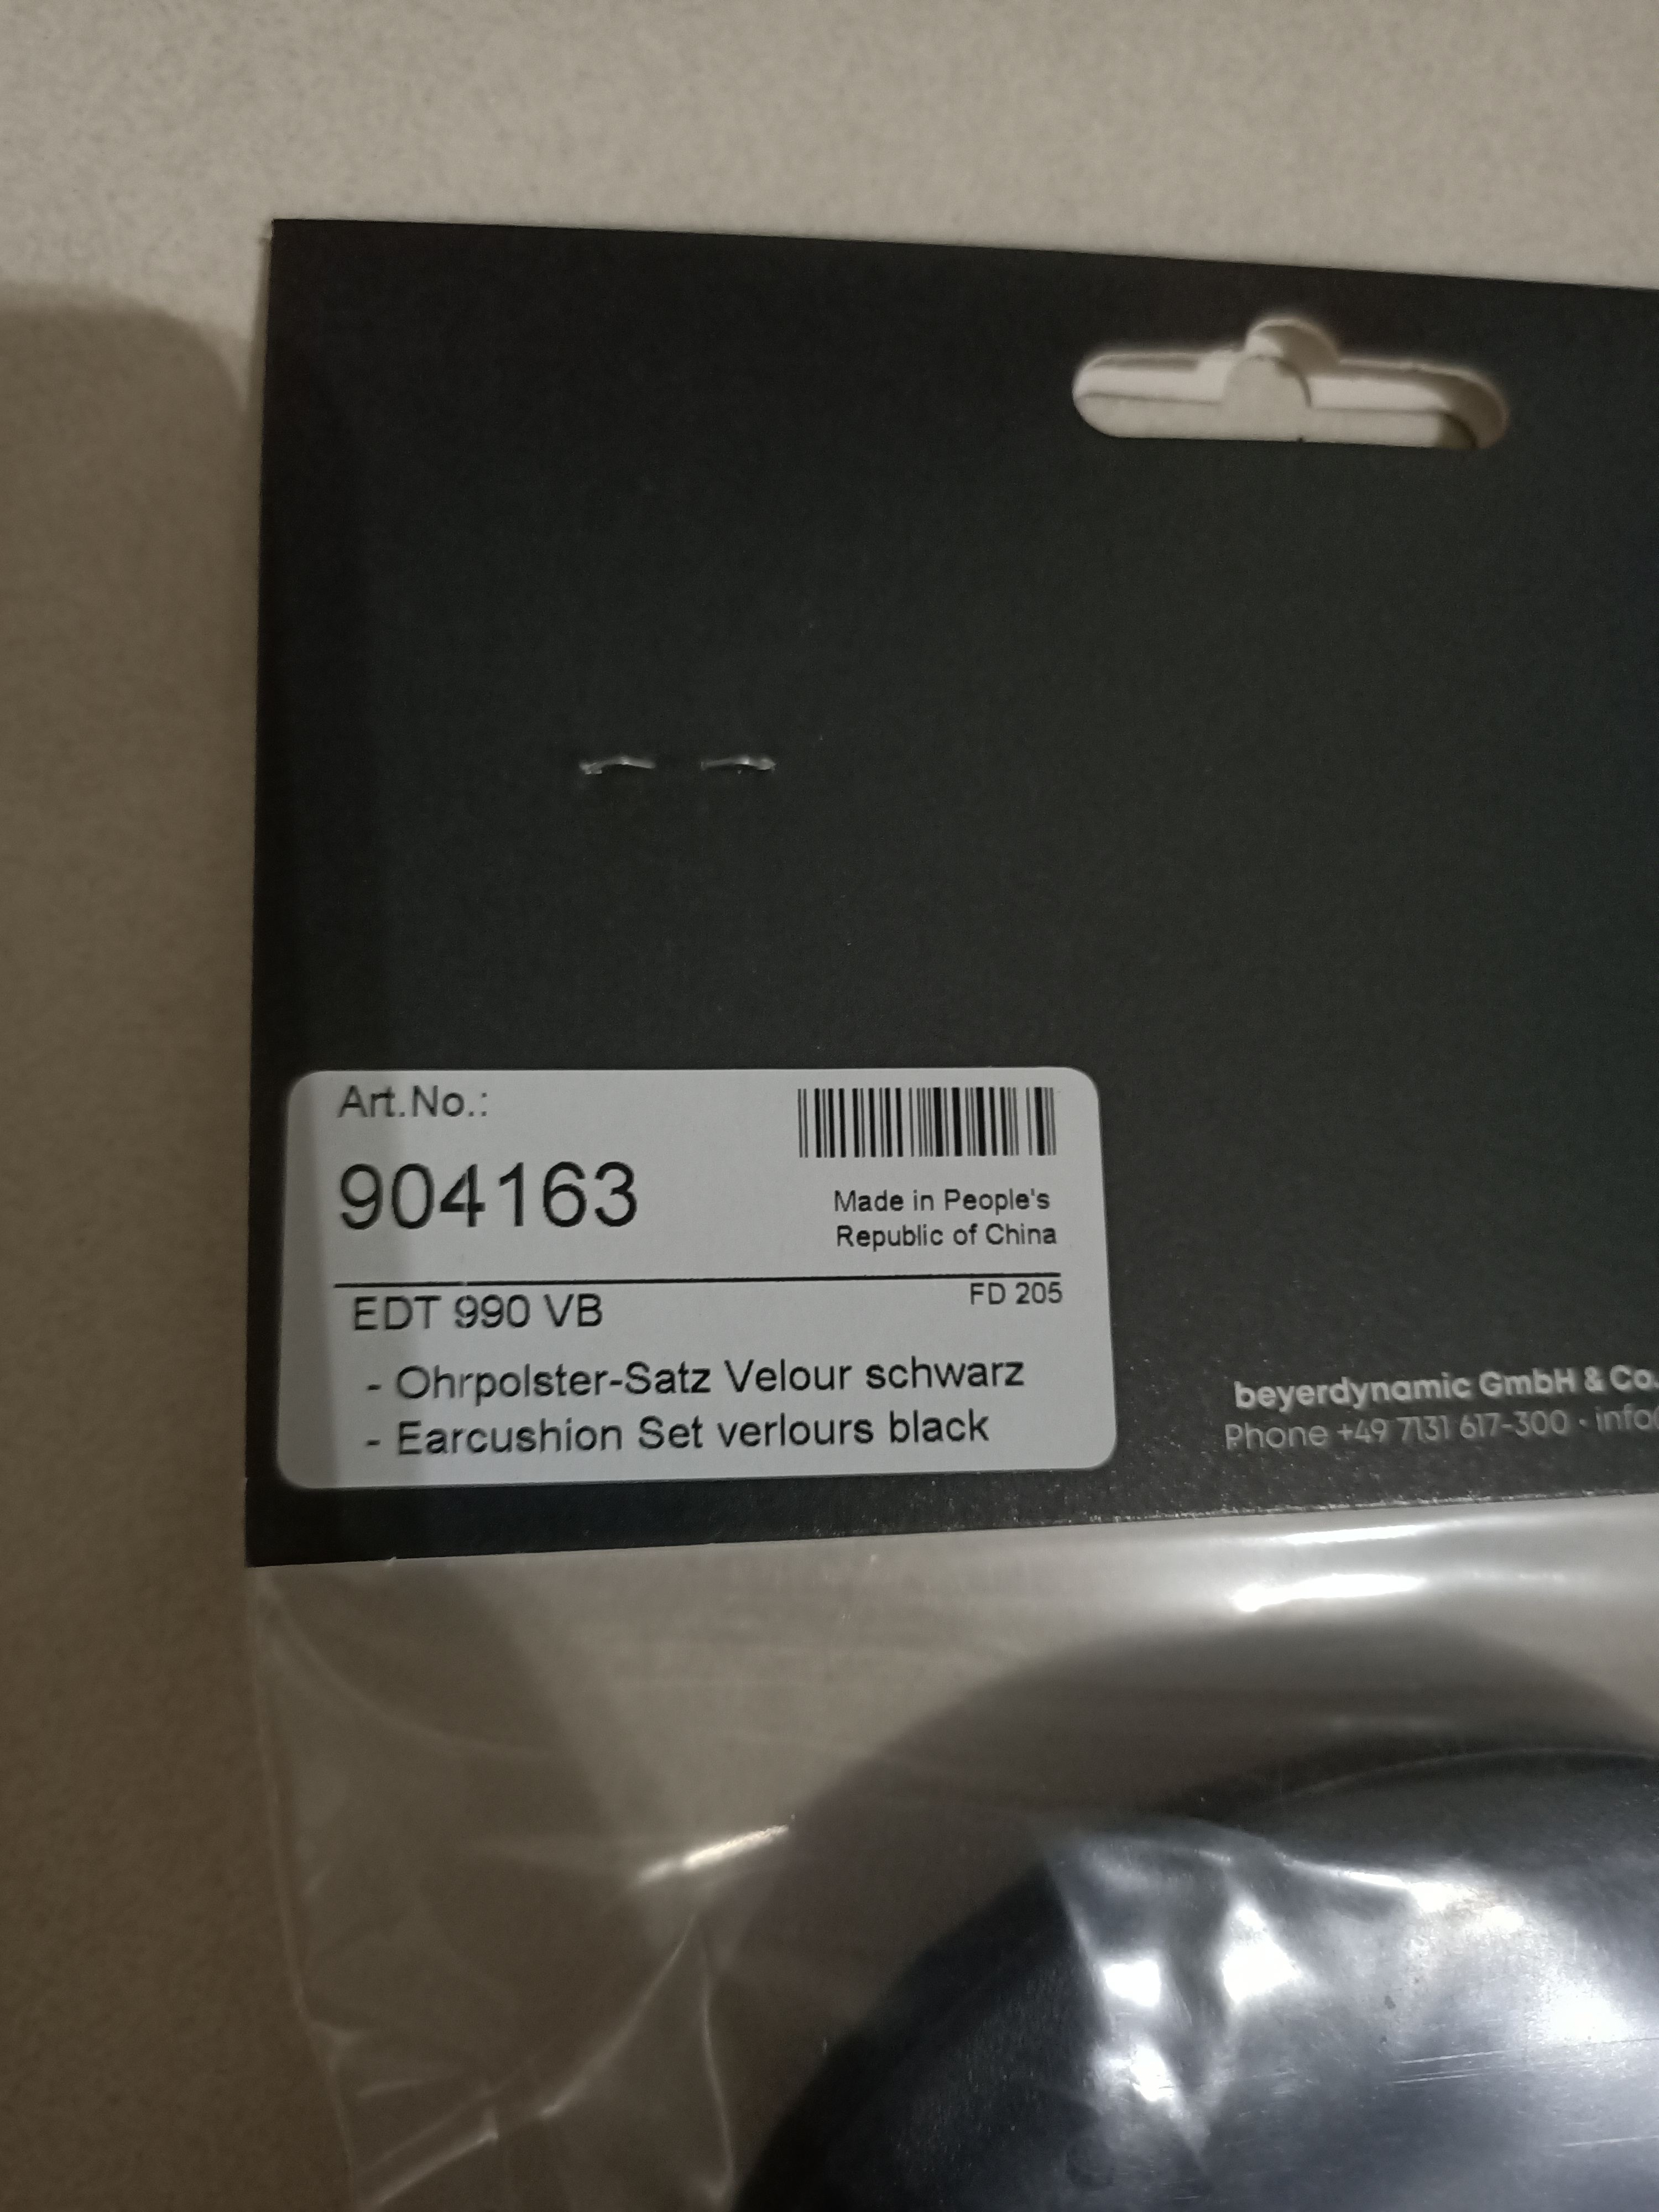 Art.No.:
904163
Made in People's
Republic of China
EDT 990 VB
FD 205
- Ohrpolster-Satz Velour schwarz
- Earcushion Set verlours black
beyerdynamic GmbH & Co.
Phone +49 7131 617-300 · info